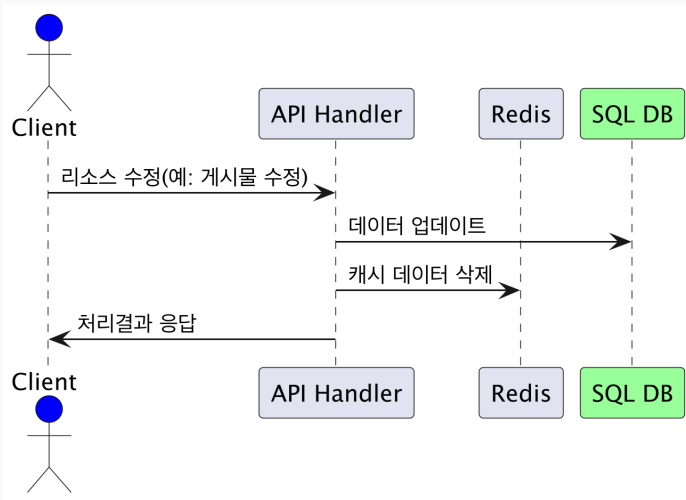 Client
API Handler
Redis
SQL DB
리소스 수정(예: 게시물 수정)
데이터 업데이트
캐시 데이터 삭제
처리결과 응답
Client
API Handler
Redis
SQL DB